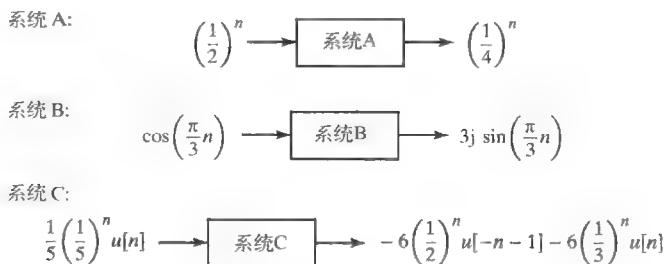 系统 A:
(1/2)^n → 系统A → (1/4)^n
系统 B:
cos(π/3 n) → 系统B → 3j sin(π/3 n)
系统 C:
1/5 (1/5)^n u[n] → 系统C → −6(1/2)^n u[−n−1] −6(1/3)^n u[n]